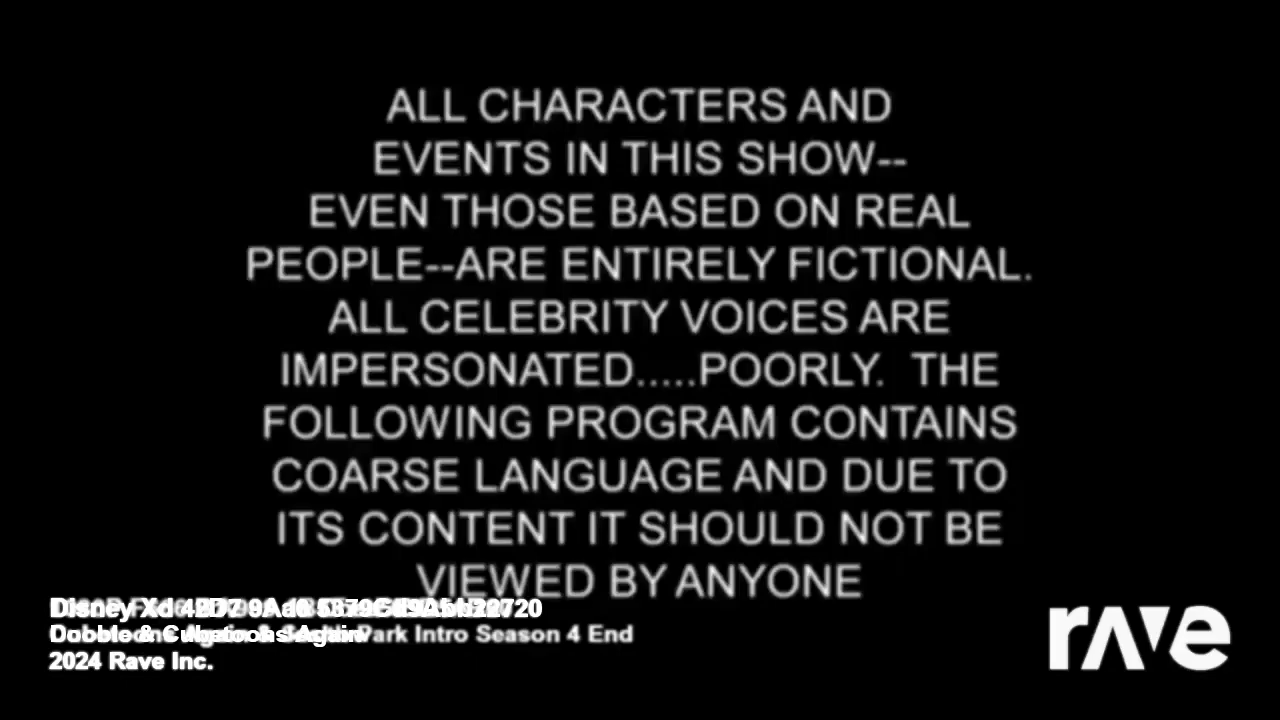 ALL CHARACTERS AND
EVENTS IN THIS SHOW--
EVEN THOSE BASED ON REAL
PEOPLE--ARE ENTIRELY FICTIONAL.
ALL CELEBRITY VOICES ARE
IMPERSONATED.....POORLY. THE
FOLLOWING PROGRAM CONTAINS
COARSE LANGUAGE AND DUE TO
ITS CONTENT IT SHOULD NOT BE
VIEWED BY ANYONE
Disney Xd
Park Intro Season 4 End
2024 Rave Inc.
rave